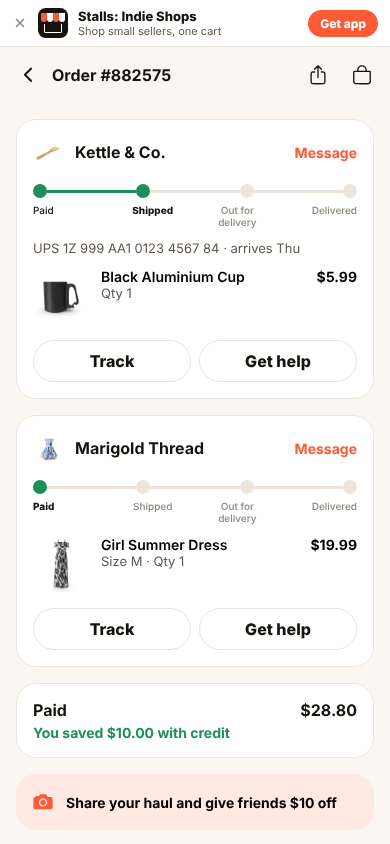 Stalls: Indie Shops
Shop small sellers, one cart
Get app
Order #882575
Kettle & Co.
Message
Paid
Shipped
Out for
delivery
Delivered
UPS 1Z 999 AA1 0123 4567 84 · arrives Thu
Black Aluminium Cup
$5.99
Qty 1
Track
Get help
Marigold Thread
Message
Paid
Shipped
Out for
delivery
Delivered
Girl Summer Dress
$19.99
Size M · Qty 1
Track
Get help
Paid
$28.80
You saved $10.00 with credit
Share your haul and give friends $10 off